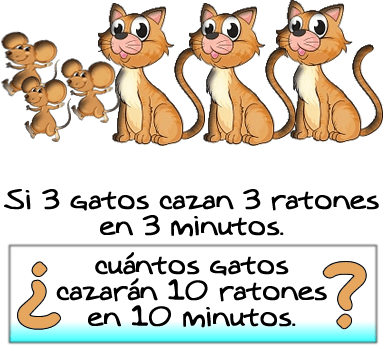 Si 3 gatos cazan 3 ratones
en 3 minutos.
¿cuántos gatos
cazarán 10 ratones
en 10 minutos.?